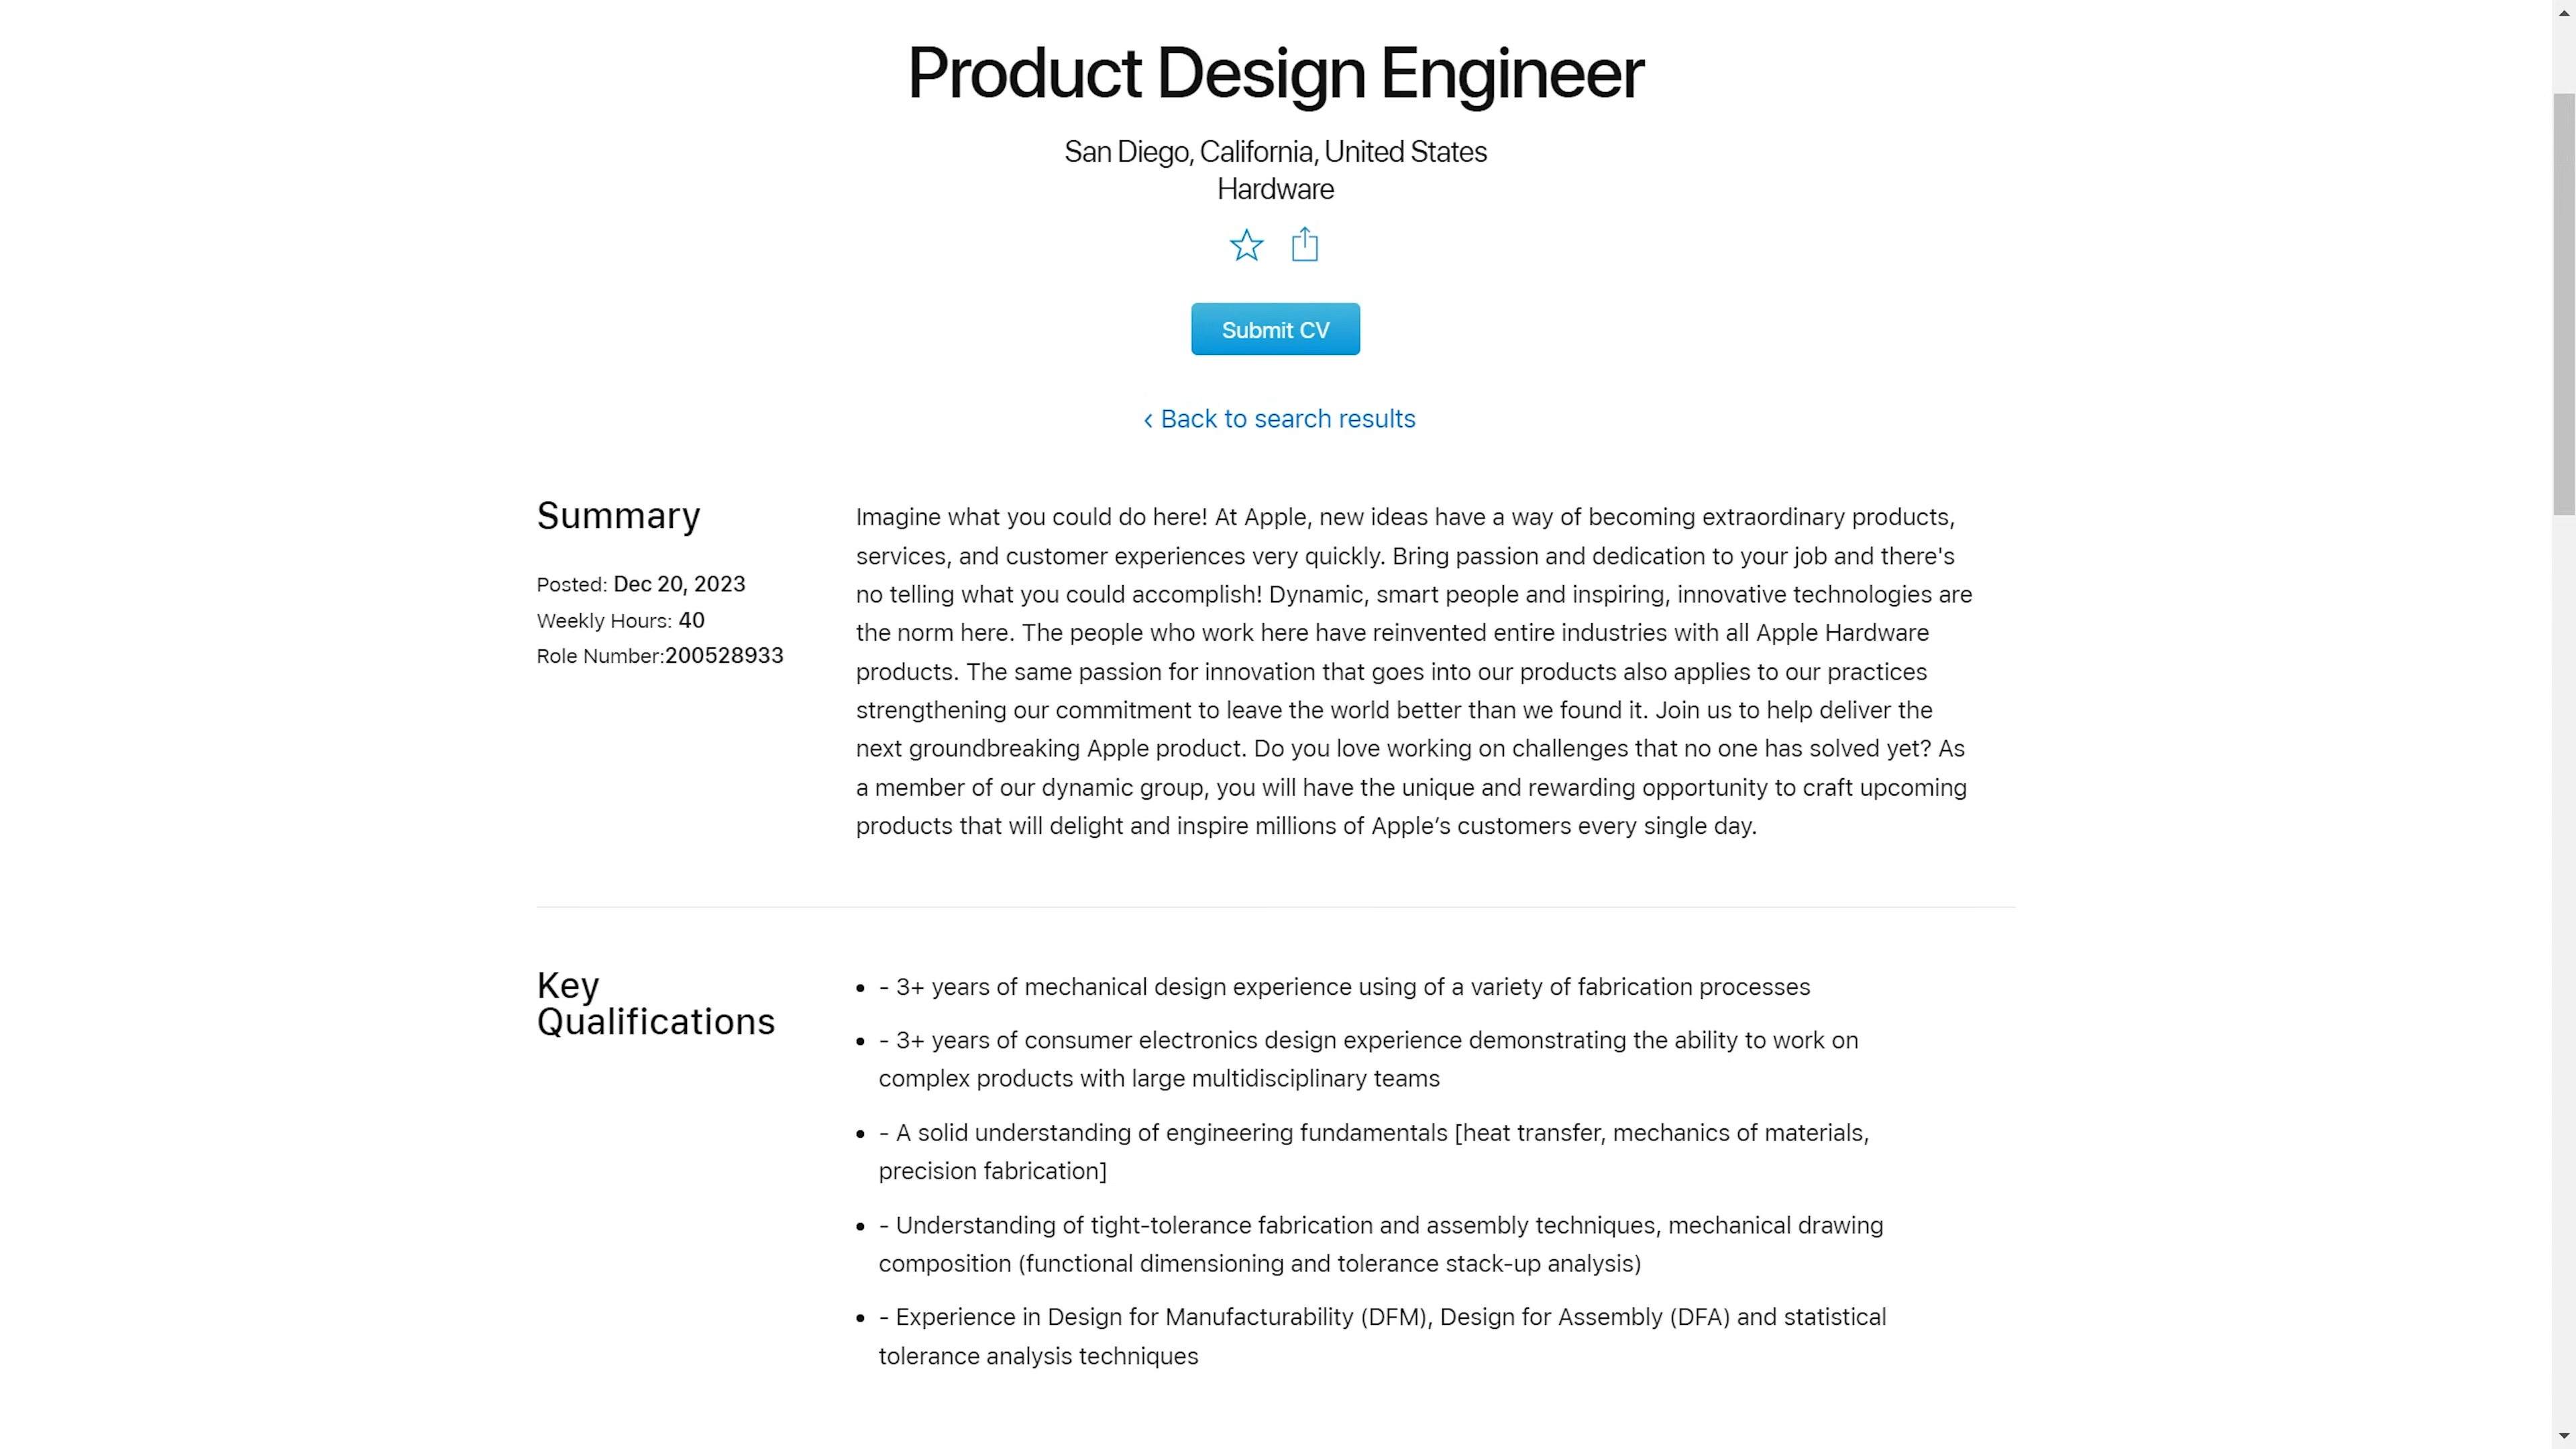 Product Design Engineer
San Diego, California, United States
Hardware
Submit CV
‹ Back to search results
Summary
Posted: Dec 20, 2023
Weekly Hours: 40
Role Number:200528933
Imagine what you could do here! At Apple, new ideas have a way of becoming extraordinary products,
services, and customer experiences very quickly. Bring passion and dedication to your job and there's
no telling what you could accomplish! Dynamic, smart people and inspiring, innovative technologies are
the norm here. The people who work here have reinvented entire industries with all Apple Hardware
products. The same passion for innovation that goes into our products also applies to our practices
strengthening our commitment to leave the world better than we found it. Join us to help deliver the
next groundbreaking Apple product. Do you love working on challenges that no one has solved yet? As
a member of our dynamic group, you will have the unique and rewarding opportunity to craft upcoming
products that will delight and inspire millions of Apple’s customers every single day.
Key
Qualifications
• - 3+ years of mechanical design experience using of a variety of fabrication processes
• - 3+ years of consumer electronics design experience demonstrating the ability to work on
complex products with large multidisciplinary teams
• - A solid understanding of engineering fundamentals [heat transfer, mechanics of materials,
precision fabrication]
• - Understanding of tight-tolerance fabrication and assembly techniques, mechanical drawing
composition (functional dimensioning and tolerance stack-up analysis)
• - Experience in Design for Manufacturability (DFM), Design for Assembly (DFA) and statistical
tolerance analysis techniques